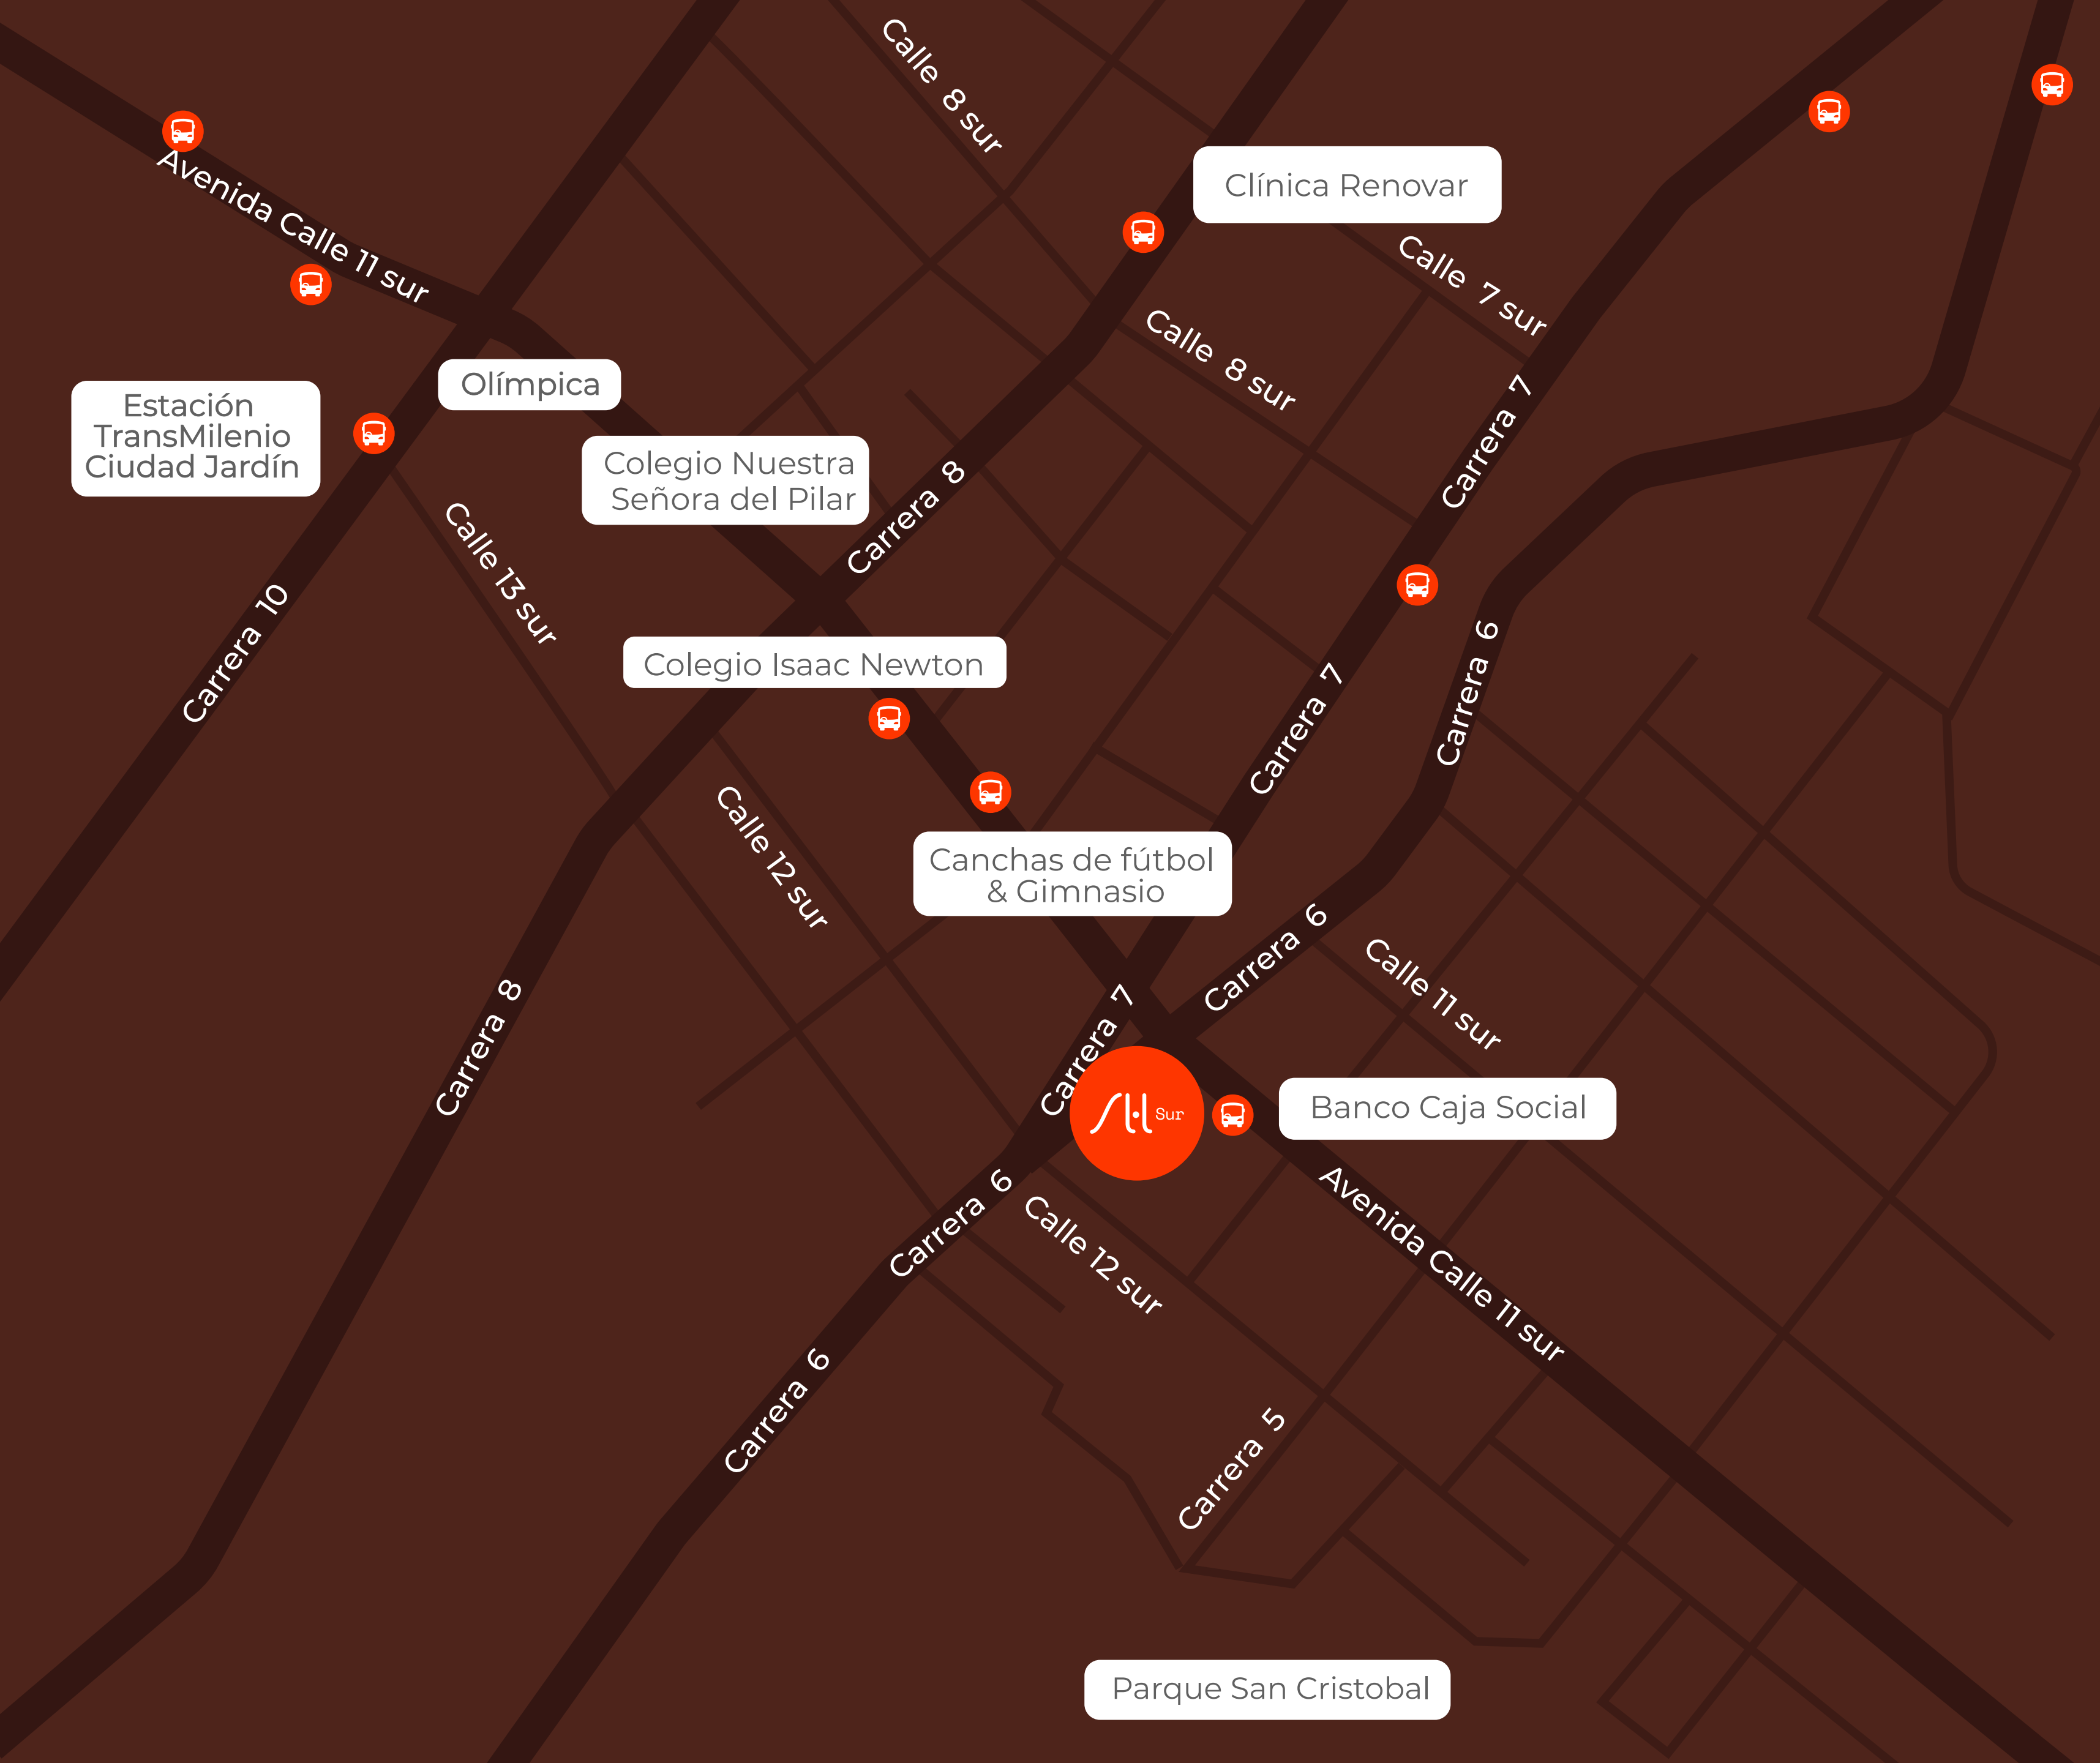 Calle 8 sur
Avenida Calle 11 sur
Clínica Renovar
Calle 7 sur
Calle 8 sur
Olímpica
Estación
TransMilenio
Ciudad Jardín
Carrera 7
Colegio Nuestra
Señora del Pilar
Carrera 8
Calle 13 sur
Carrera 10
Colegio Isaac Newton
Carrera 6
Carrera 7
Calle 12 sur
Canchas de fútbol
& Gimnasio
Carrera 6
Calle 11 sur
Carrera 8
Carrera 7
Sur
Banco Caja Social
Carrera 6
Calle 12 sur
Avenida Calle 11 sur
Carrera 6
Carrera 5
Parque San Cristobal